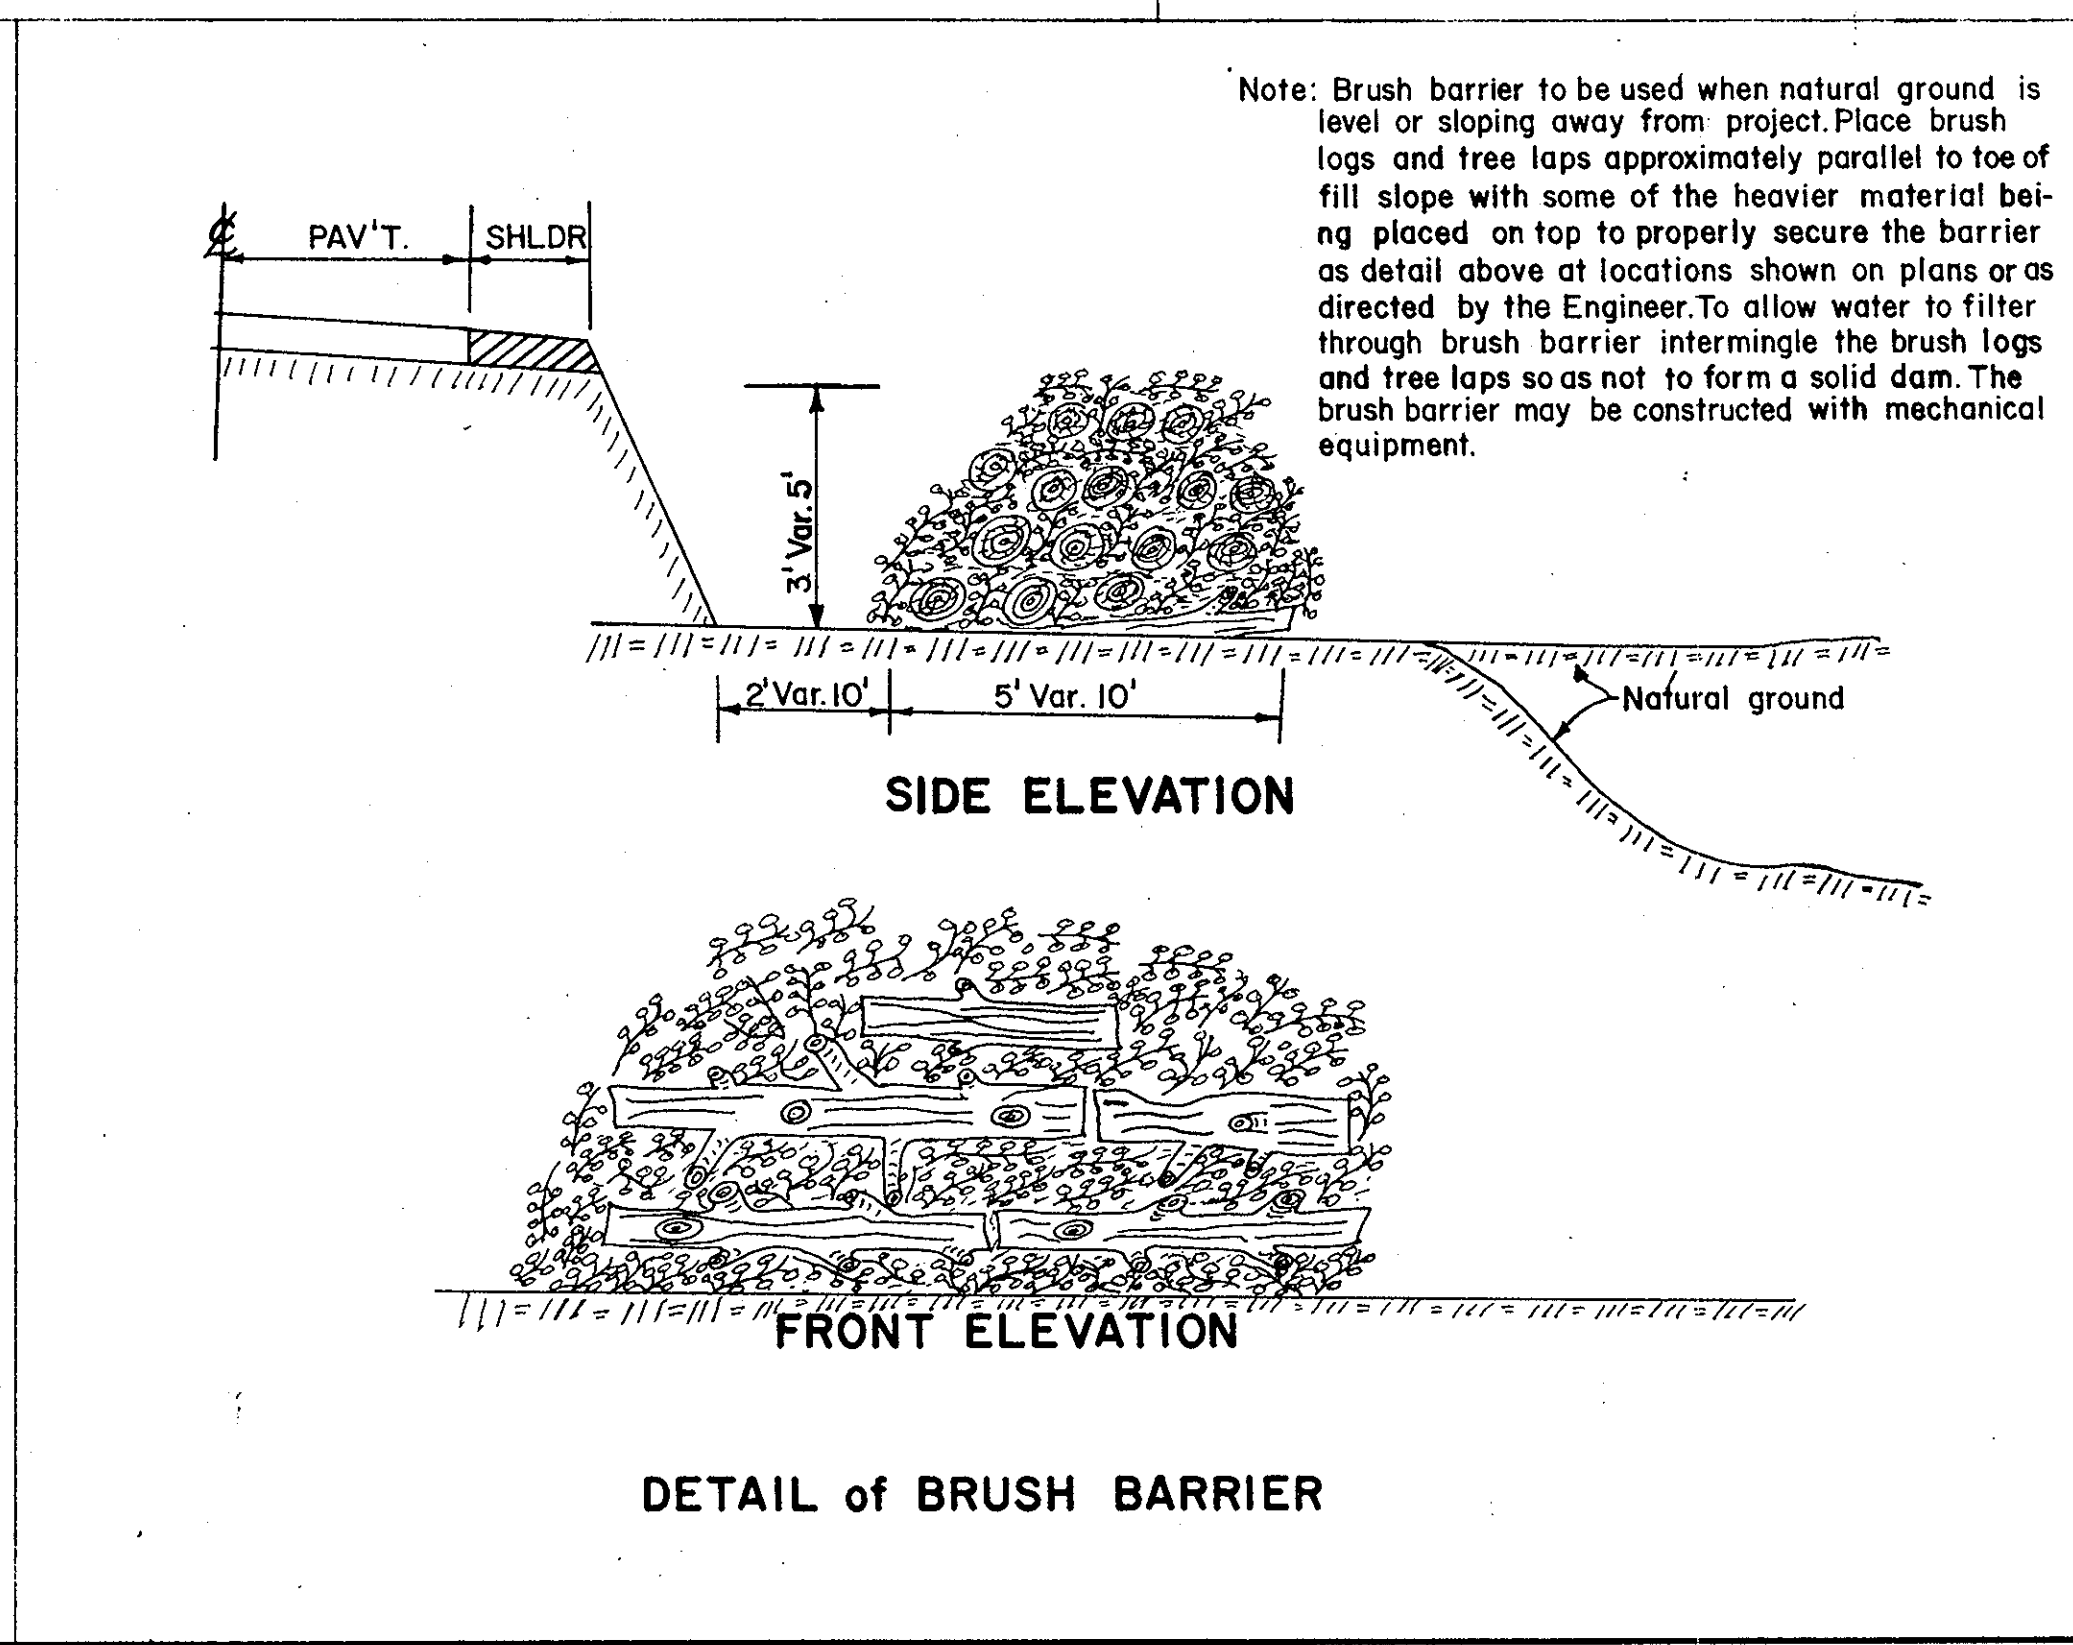 Note: Brush barrier to be used when natural ground is
level or sloping away from project. Place brush
logs and tree laps approximately parallel to toe of
fill slope with some of the heavier material bei-
ng placed on top to properly secure the barrier
as detail above at locations shown on plans or as
directed by the Engineer. To allow water to filter
through brush barrier intermingle the brush logs
and tree laps so as not to form a solid dam. The
brush barrier may be constructed with mechanical
equipment.
℄
PAV'T.
SHLDR
3' Var. 5'
2' Var. 10'
5' Var. 10'
Natural ground
SIDE ELEVATION
FRONT ELEVATION
DETAIL of BRUSH BARRIER